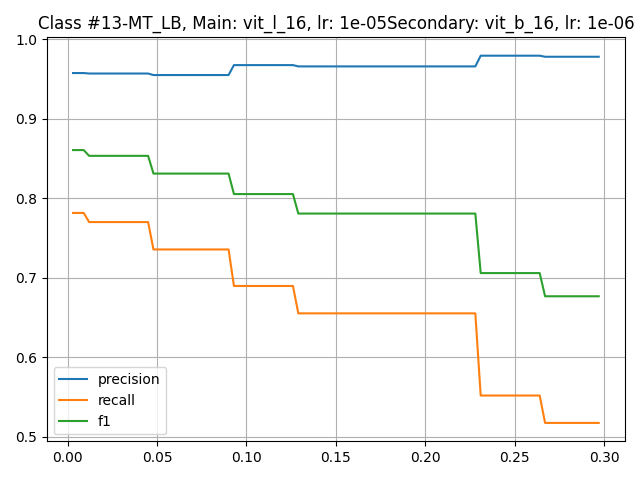 Class #13-MT_LB, Main: vit_l_16, lr: 1e-05Secondary: vit_b_16, lr: 1e-06
1.0
0.9
0.8
0.7
0.6
0.5
precision
recall
f1
0.00 0.05 0.10 0.15 0.20 0.25 0.30